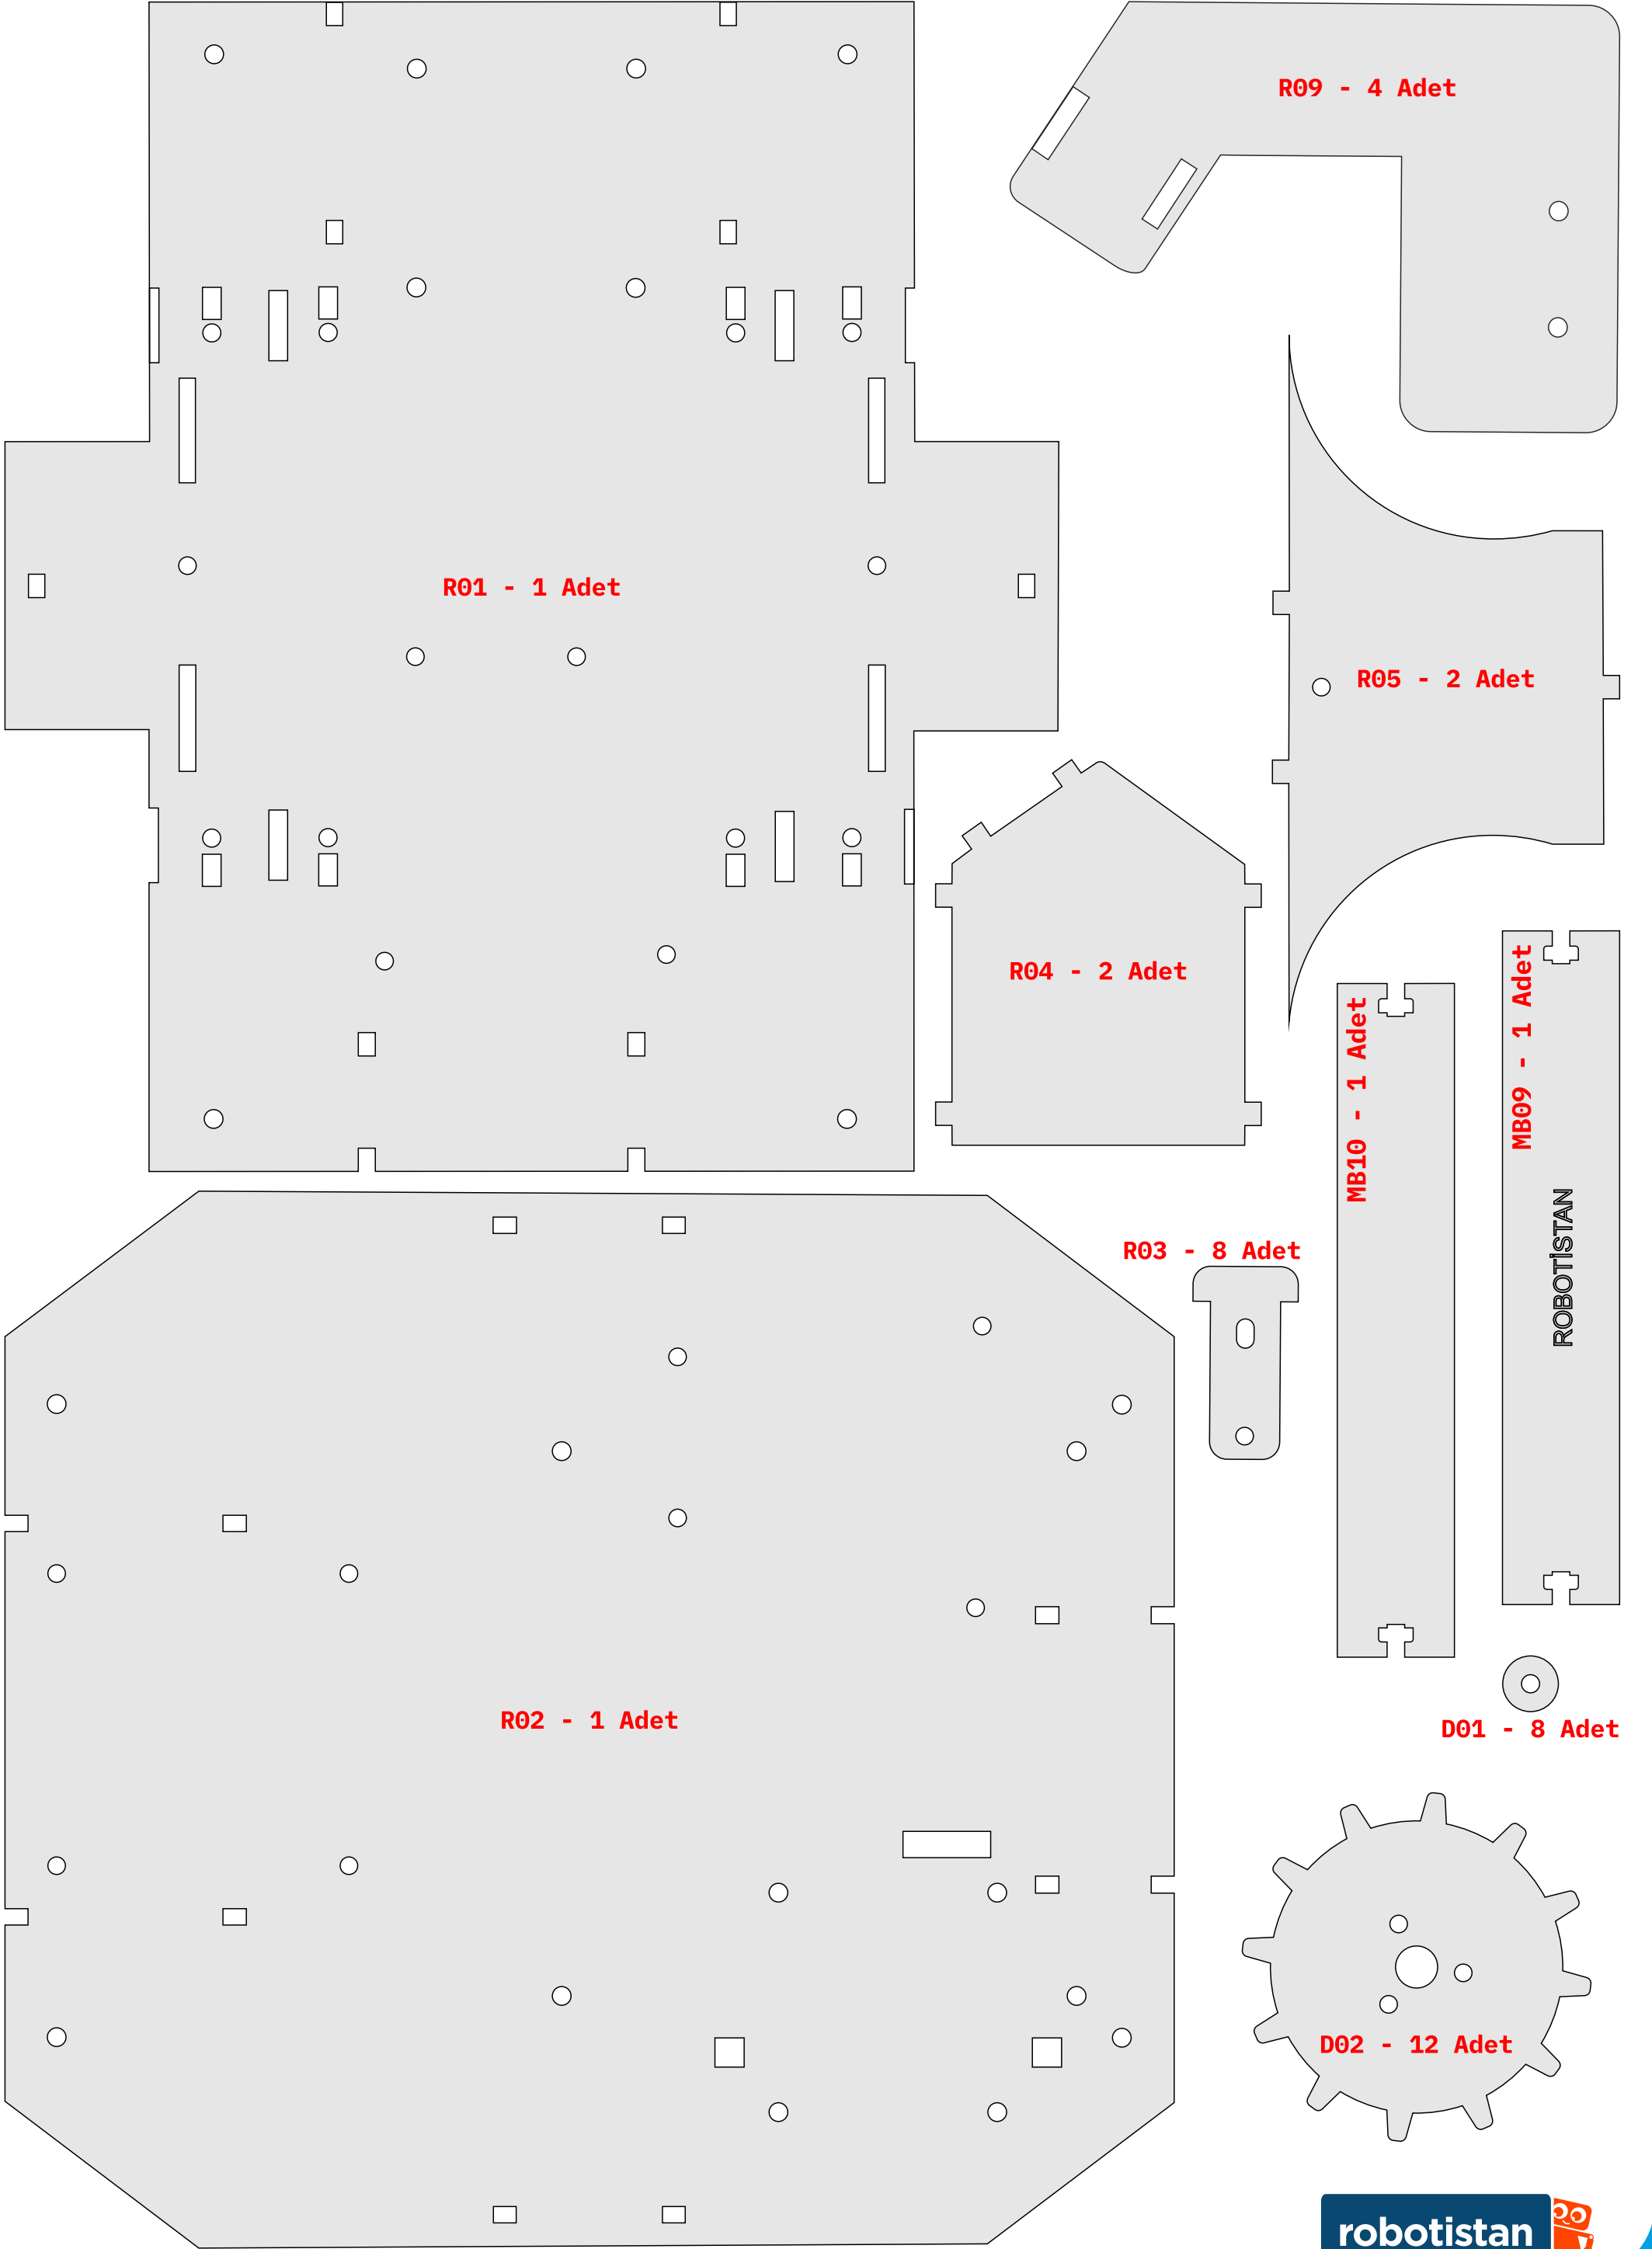 R09 - 4 Adet
R01 - 1 Adet
R05 - 2 Adet
R04 - 2 Adet
MB09 - 1 Adet
MB10 - 1 Adet
ROBOTİSTAN
R03 - 8 Adet
R02 - 1 Adet
D01 - 8 Adet
D02 - 12 Adet
robotistan